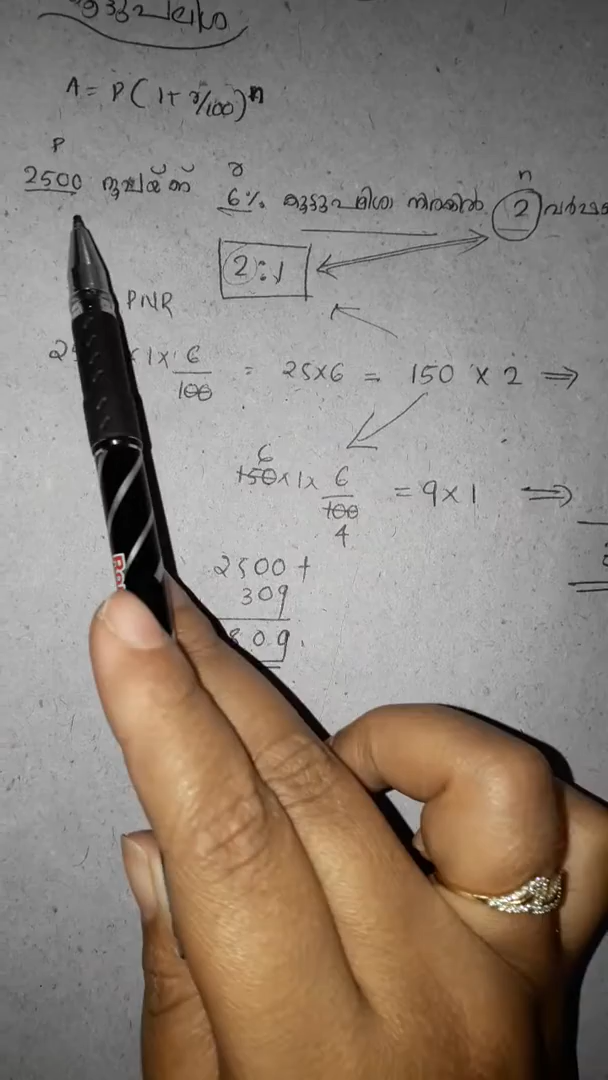 കൂട്ടുപലിശ
A = P ( 1 + r/100 )^n
P r n
2500 രൂപയ്ക്ക് 6% കൂട്ടുപലിശ നിരക്കിൽ 2
2 : 1
PNR
×1× 6/100 = 25×6 = 150 × 2 ⇒
6
150×1× 6/100 = 9×1 ⇒
4
2500 +
309
809